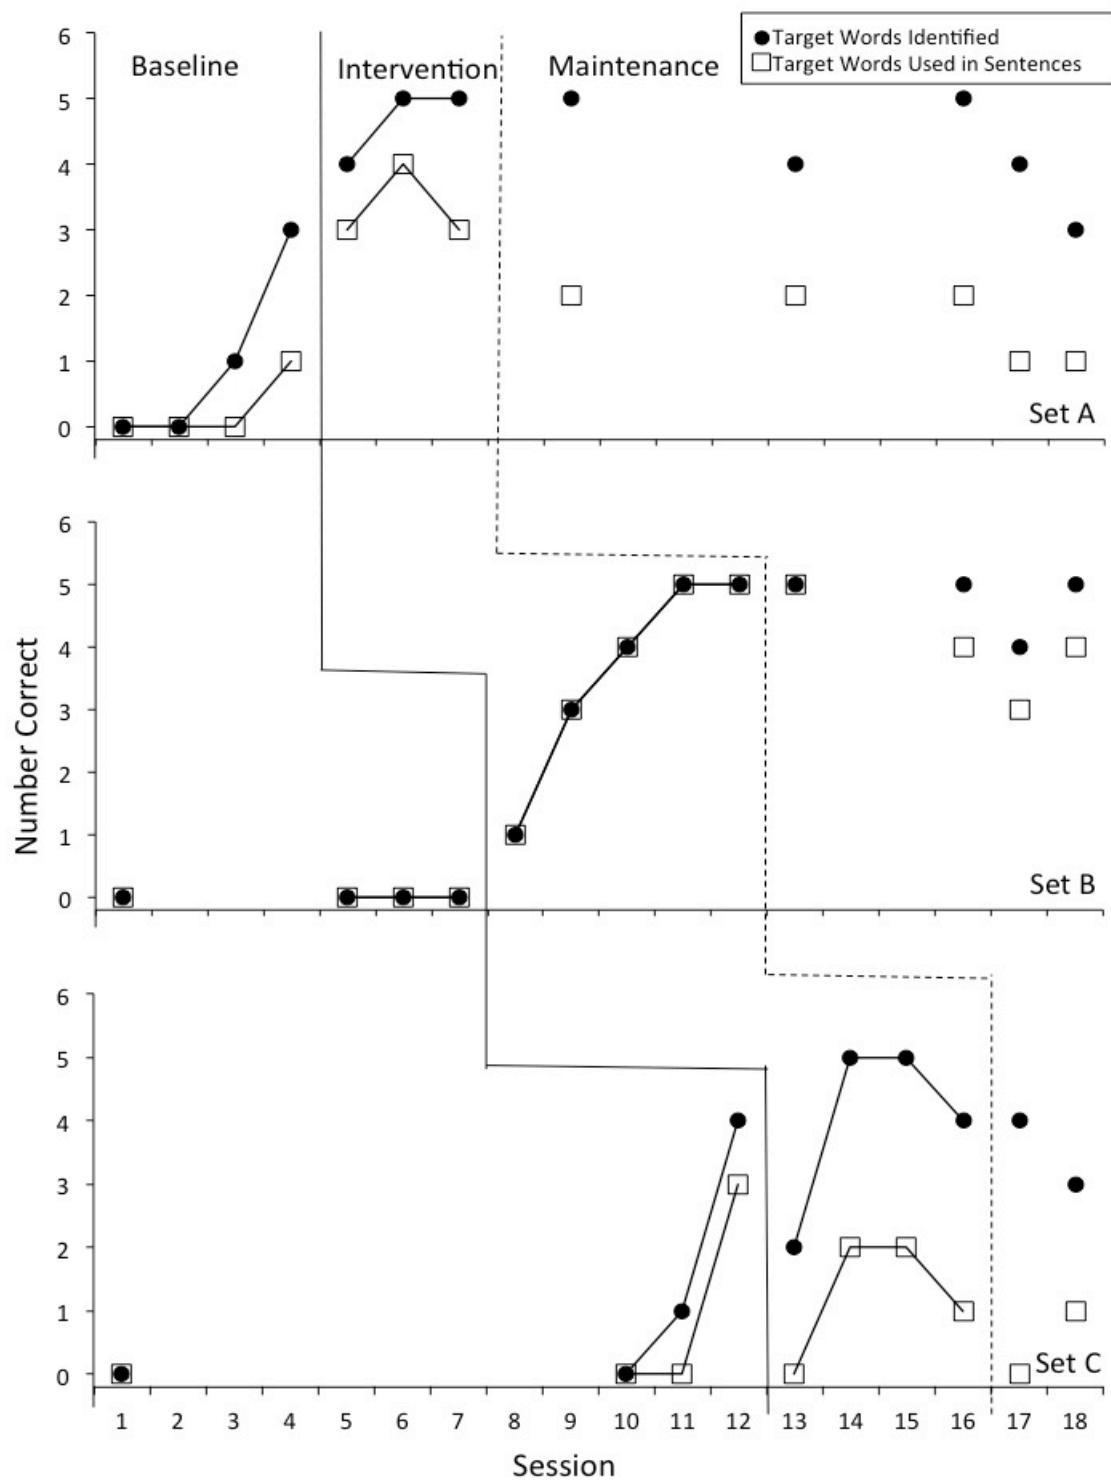 Target Words Identified
Target Words Used in Sentences
Baseline
Intervention
Maintenance
6
5
4
3
2
1
0
Set A
Number Correct
6
5
4
3
2
1
0
Set B
6
5
4
3
2
1
0
Set C
1 2 3 4 5 6 7 8 9 10 11 12 13 14 15 16 17 18
Session